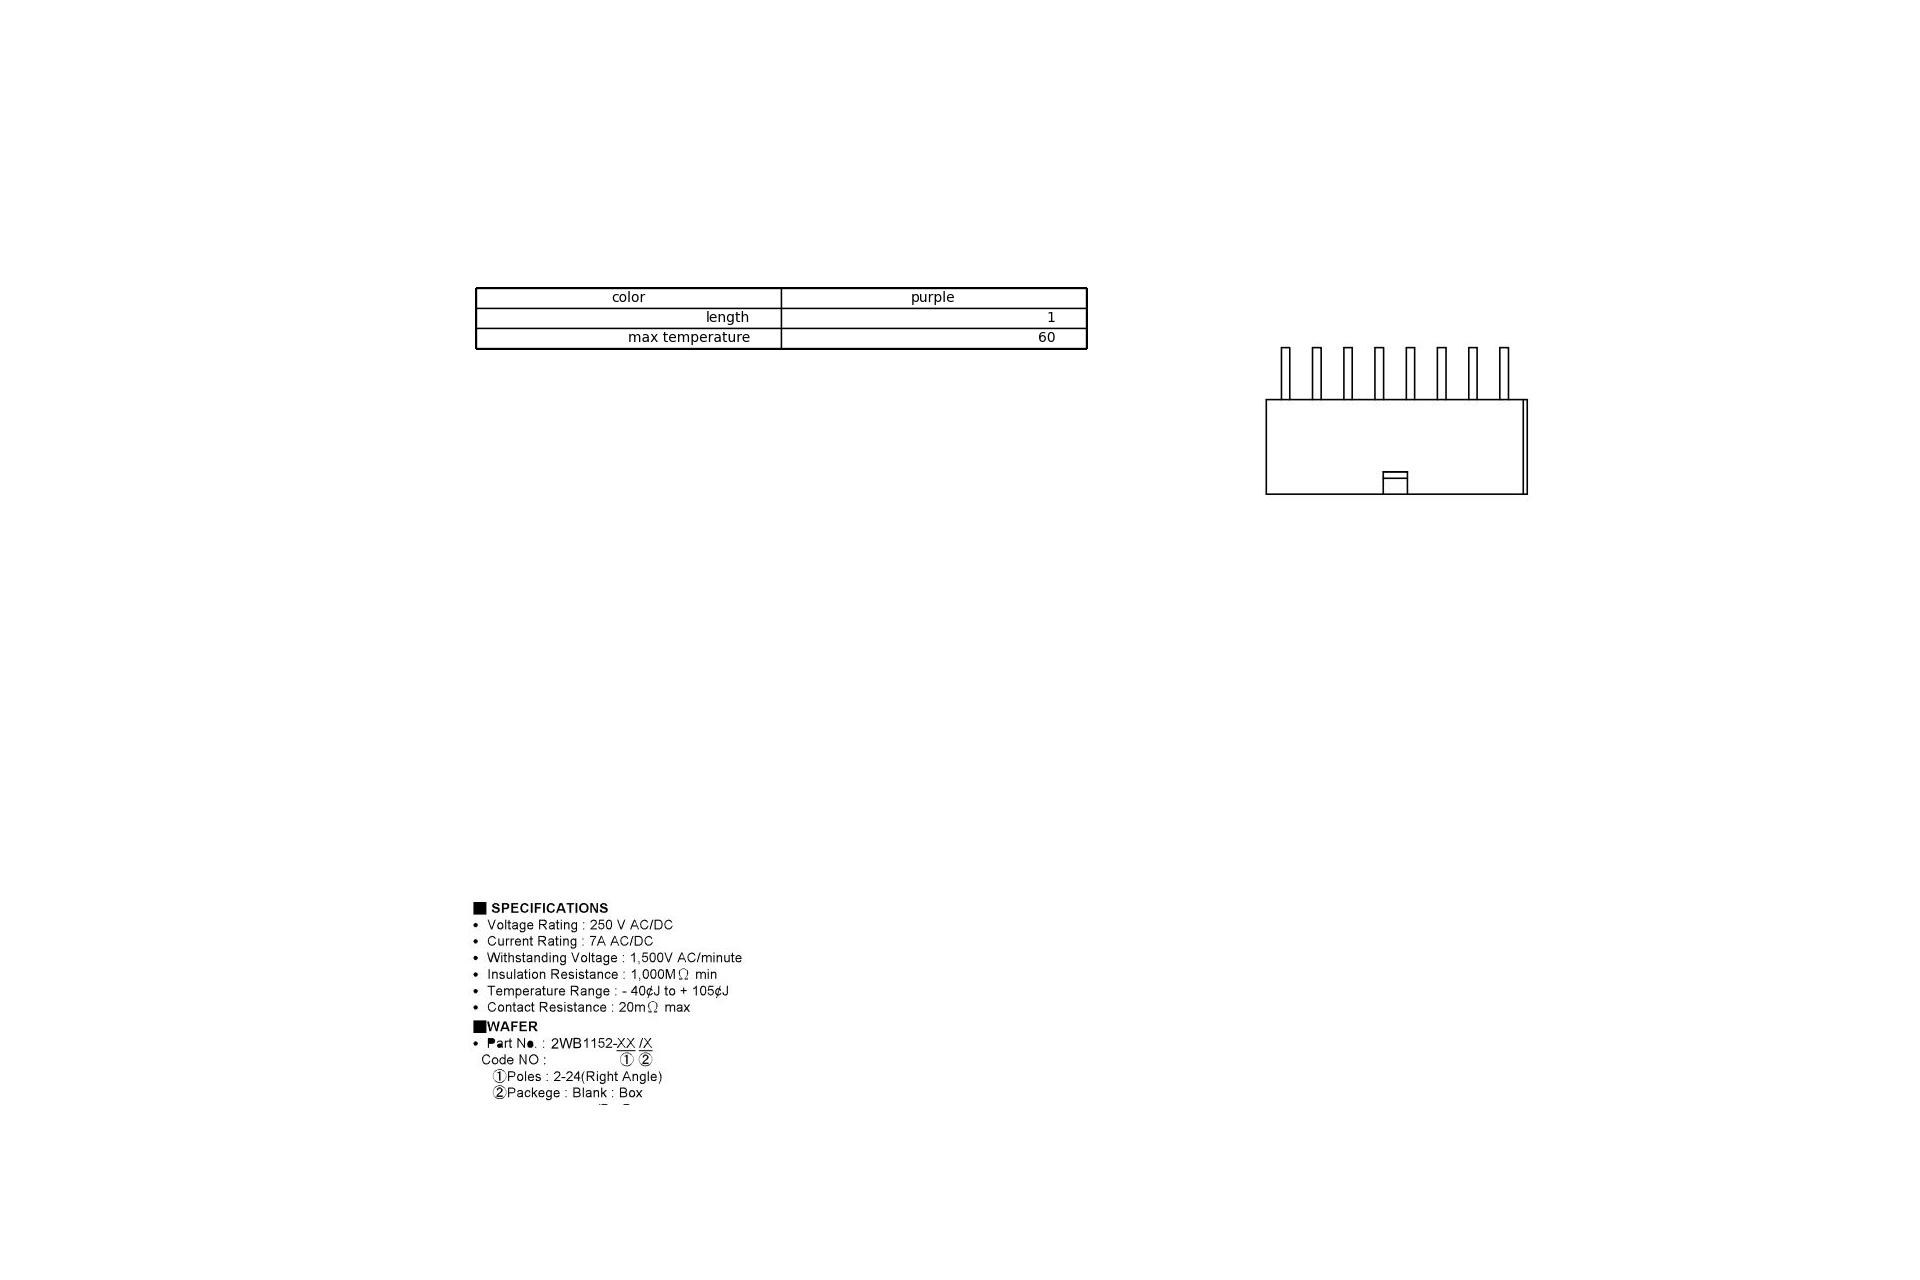 color purple
length 1
max temperature 60
■ SPECIFICATIONS
• Voltage Rating : 250 V AC/DC
• Current Rating : 7A AC/DC
• Withstanding Voltage : 1,500V AC/minute
• Insulation Resistance : 1,000MΩ min
• Temperature Range : - 40¢J to + 105¢J
• Contact Resistance : 20mΩ max
■WAFER
• Part No. : 2WB1152-XX /X
Code NO : ① ②
①Poles : 2-24(Right Angle)
②Packege : Blank : Box